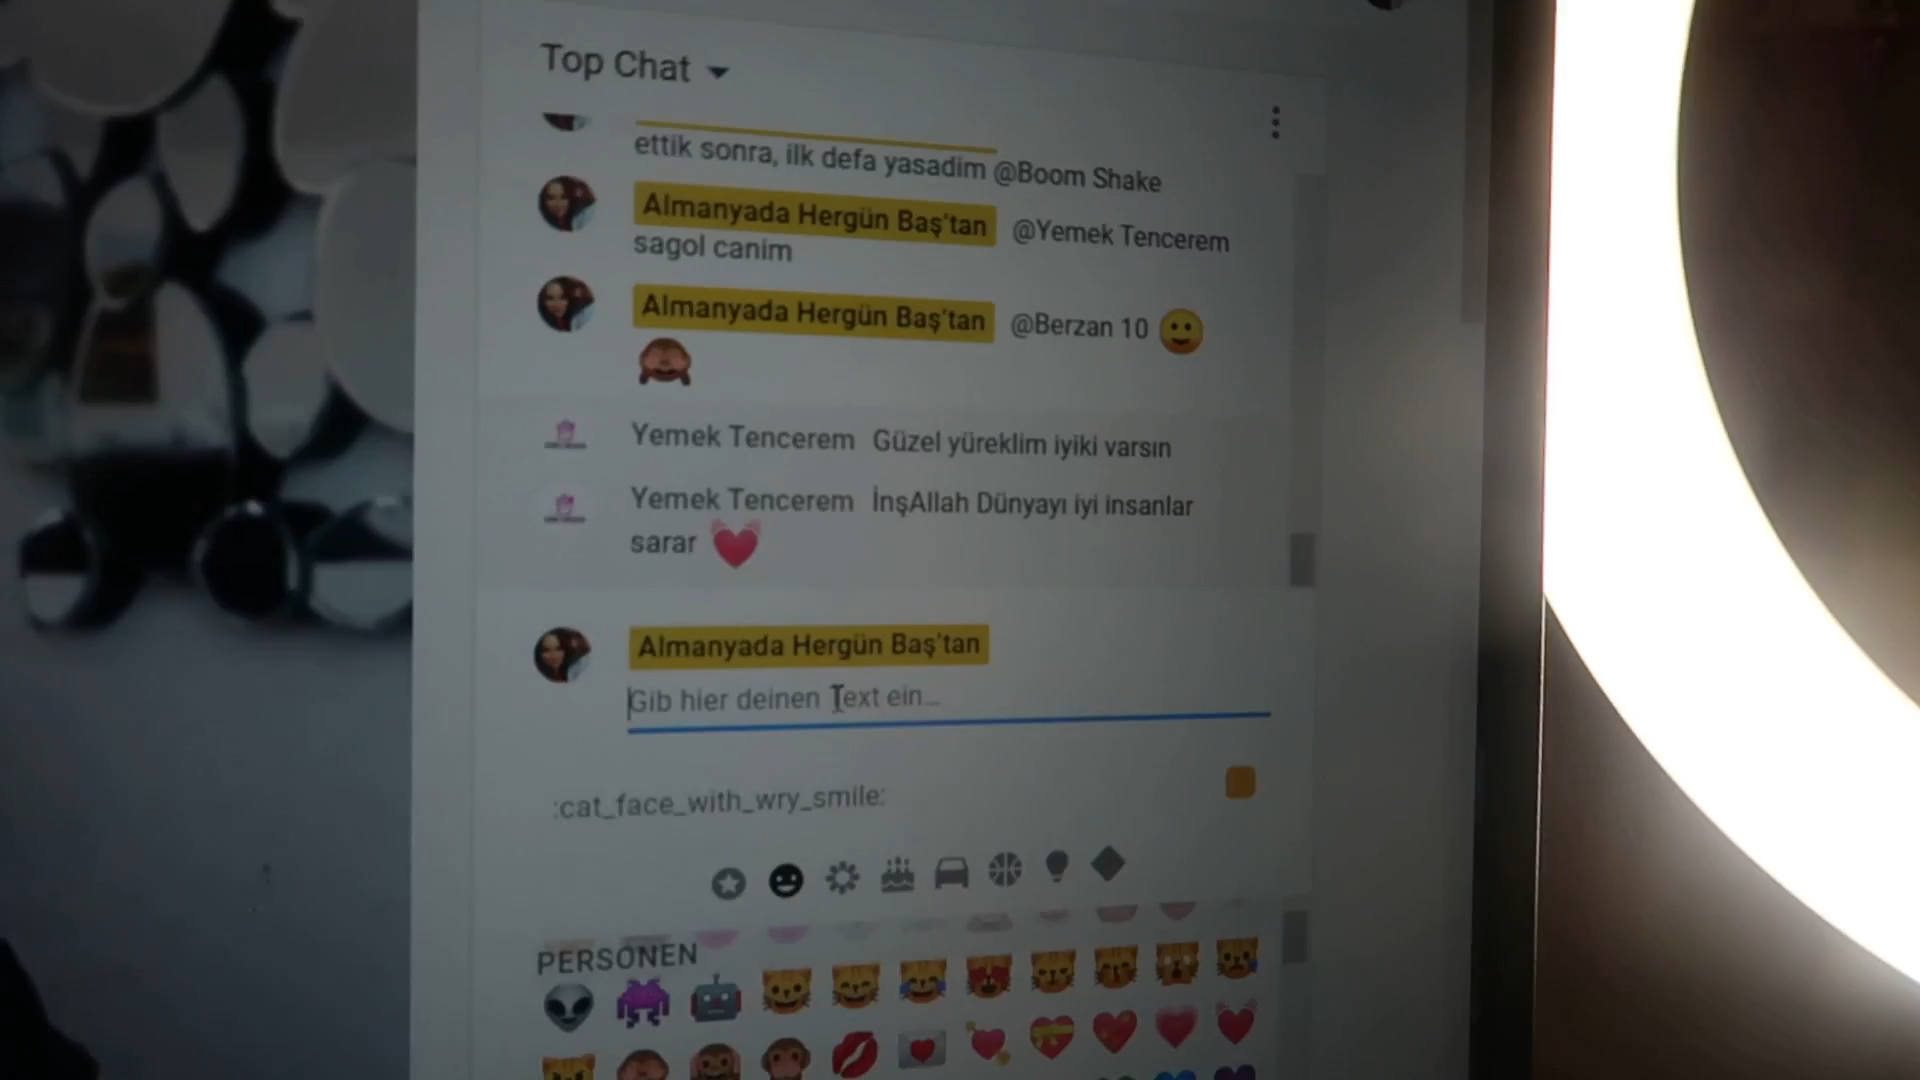 Top Chat
ettik sonra, ilk defa yasadim @Boom Shake
Almanyada Hergün Baş'tan @Yemek Tencerem
sagol canim
Almanyada Hergün Baş'tan @Berzan 10
Yemek Tencerem Güzel yüreklim iyiki varsın
Yemek Tencerem İnşAllah Dünyayı iyi insanlar
sarar
Almanyada Hergün Baş'tan
Gib hier deinen Text ein...
:cat_face_with_wry_smile:
PERSONEN